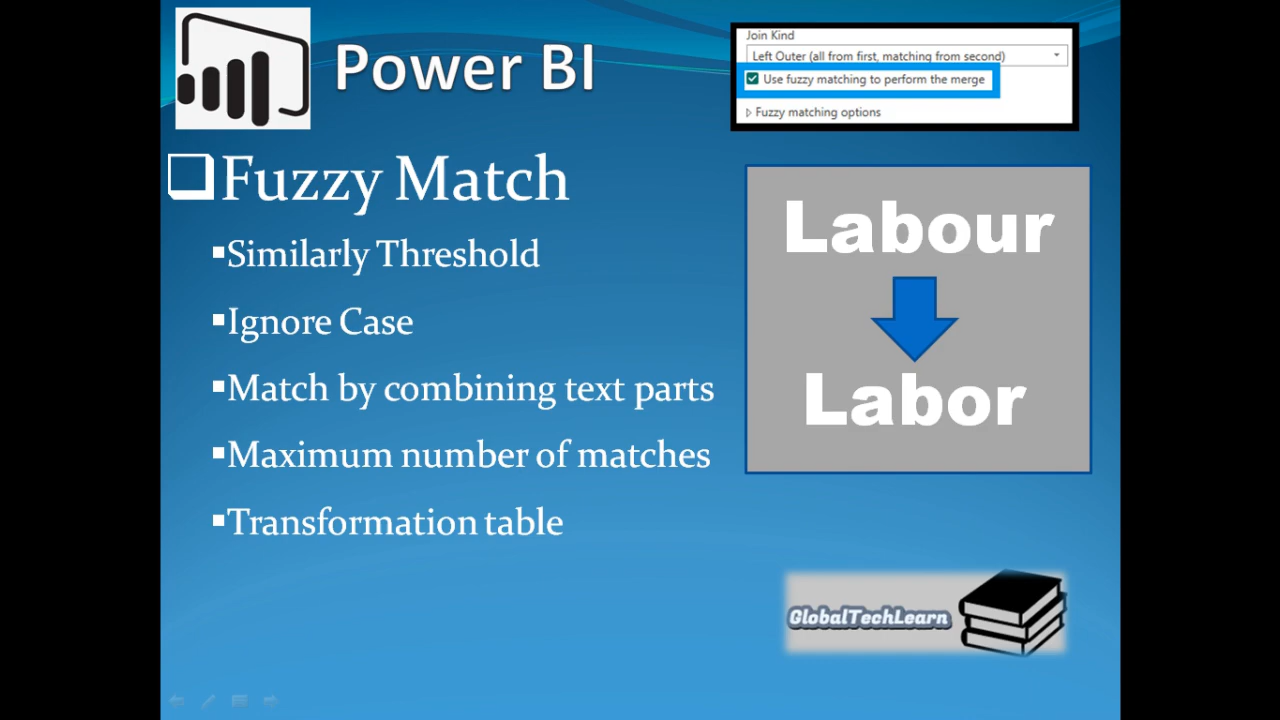 Power BI
Join Kind
Left Outer (all from first, matching from second)
Use fuzzy matching to perform the merge
Fuzzy matching options
Fuzzy Match
Similarly Threshold
Ignore Case
Match by combining text parts
Maximum number of matches
Transformation table
Labour
Labor
GlobalTechLearn